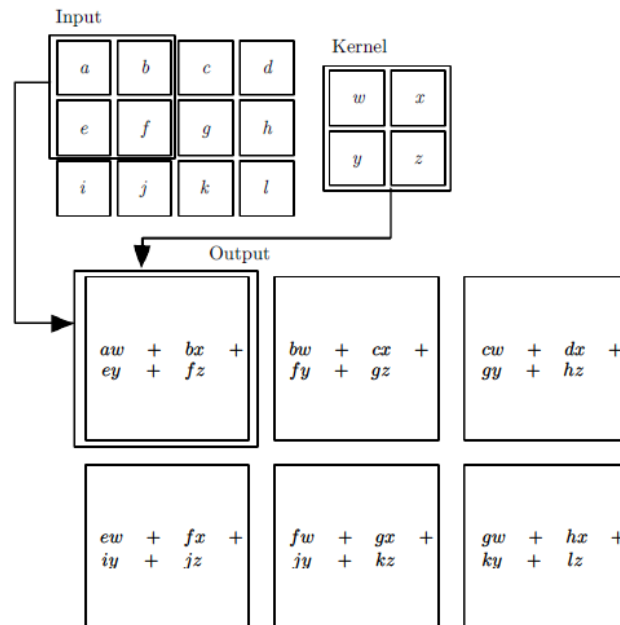 Input
a b c d
e f g h
i j k l
Kernel
w x
y z
Output
aw + bx +
ey + fz
bw + cx +
fy + gz
cw + dx +
gy + hz
ew + fx +
iy + jz
fw + gx +
jy + kz
gw + hx +
ky + lz